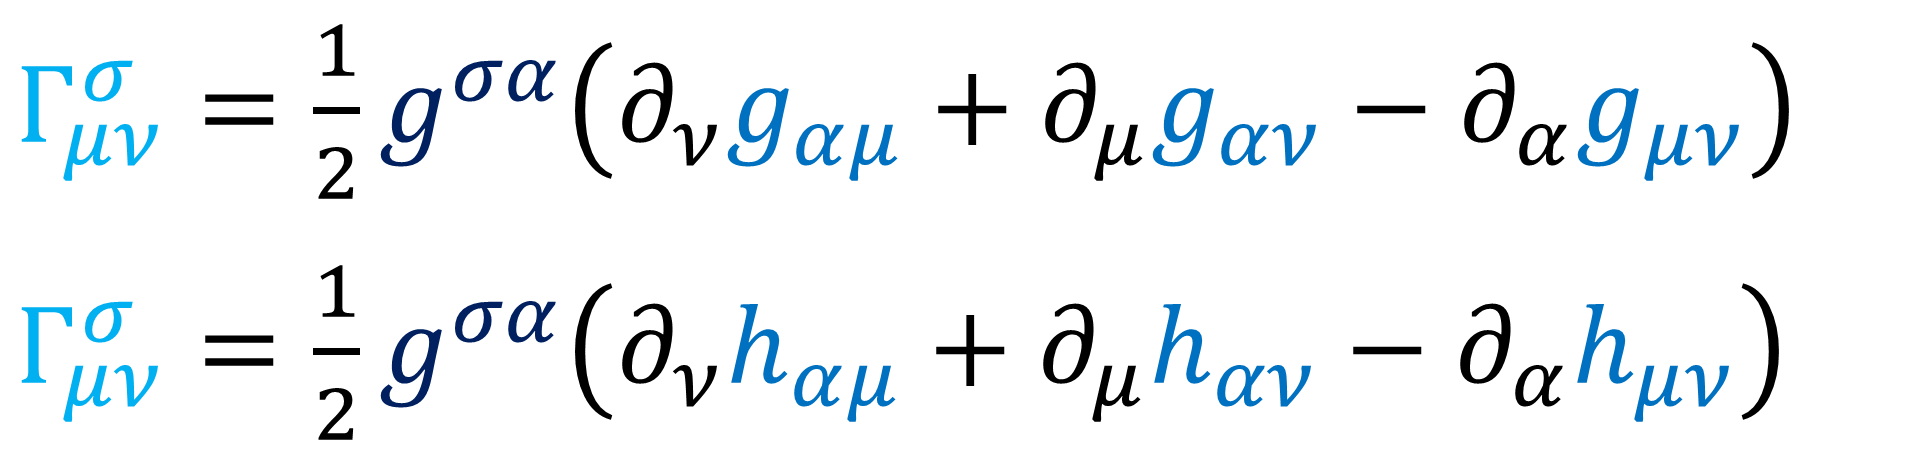 Γ^σ_μν = 1/2 g^σα (∂_ν g_αμ + ∂_μ g_αν − ∂_α g_μν)
Γ^σ_μν = 1/2 g^σα (∂_ν h_αμ + ∂_μ h_αν − ∂_α h_μν)